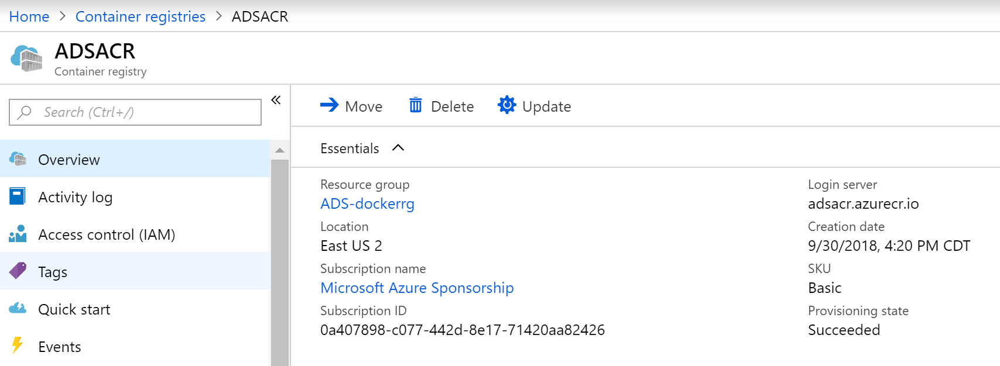 Home > Container registries > ADSACR
ADSACR
Container registry
Search (Ctrl+/)
«
Overview
Activity log
Access control (IAM)
Tags
Quick start
Events
Move Delete Update
Essentials
Resource group
ADS-dockerrg
Location
East US 2
Subscription name
Microsoft Azure Sponsorship
Subscription ID
0a407898-c077-442d-8e17-71420aa82426
Login server
adsacr.azurecr.io
Creation date
9/30/2018, 4:20 PM CDT
SKU
Basic
Provisioning state
Succeeded